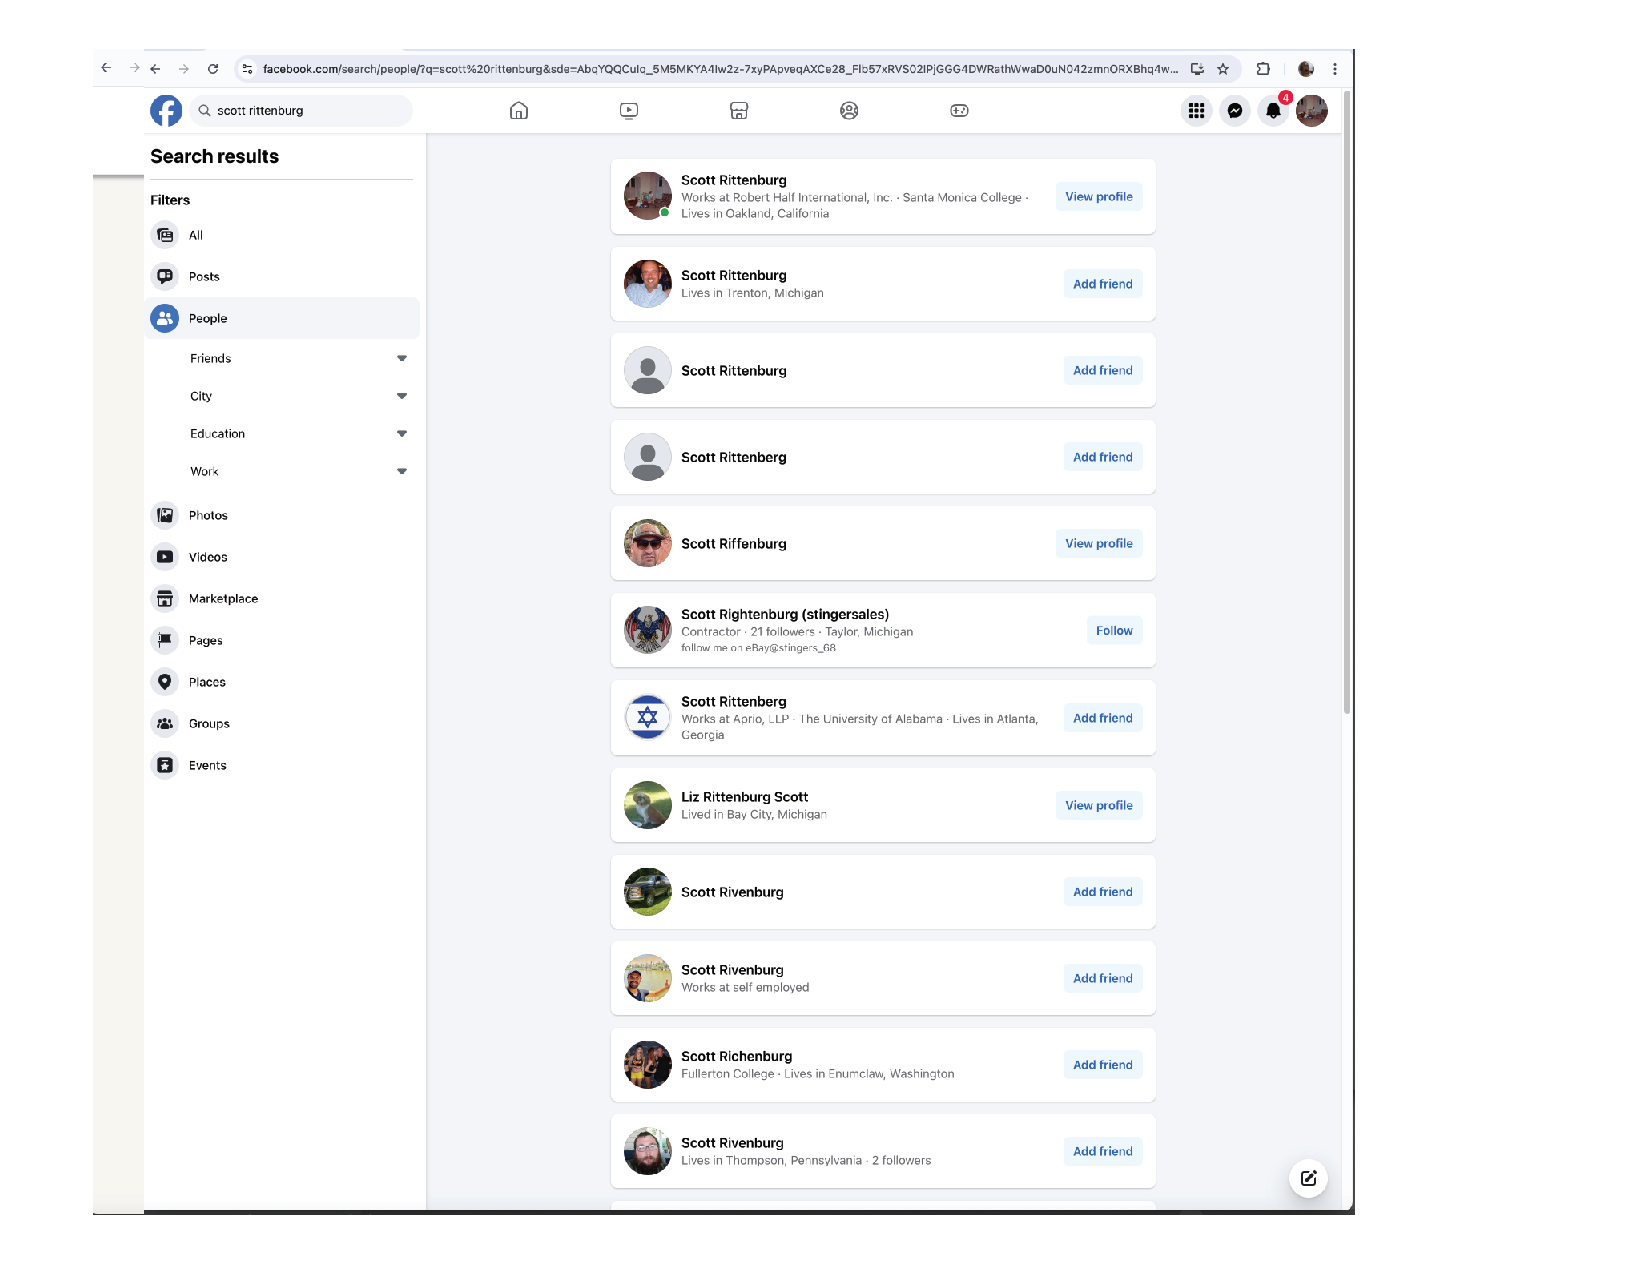 facebook.com/search/people/?q=scott%20rittenburg&sde=
scott rittenburg
4
Search results
Filters
All
Posts
People
Friends
City
Education
Work
Photos
Videos
Marketplace
Pages
Places
Groups
Events
Scott Rittenburg
Works at Robert Half International, Inc. · Santa Monica College ·
Lives in Oakland, California
View profile
Scott Rittenburg
Lives in Trenton, Michigan
Add friend
Scott Rittenburg
Add friend
Scott Rittenberg
Add friend
Scott Riffenburg
View profile
Scott Rightenburg (stingersales)
Contractor · 21 followers · Taylor, Michigan
follow me on eBay@stingers_68
Follow
Scott Rittenberg
Works at Aprio, LLP · The University of Alabama · Lives in Atlanta,
Georgia
Add friend
Liz Rittenburg Scott
Lived in Bay City, Michigan
View profile
Scott Rivenburg
Add friend
Scott Rivenburg
Works at self employed
Add friend
Scott Richenburg
Fullerton College · Lives in Enumclaw, Washington
Add friend
Scott Rivenburg
Lives in Thompson, Pennsylvania · 2 followers
Add friend